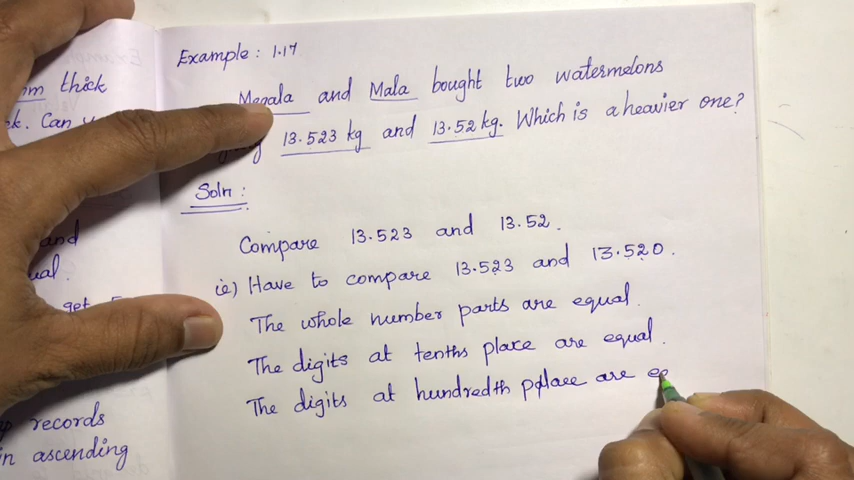 Example : 1.17
Megala and Mala bought two watermelons
13.523 kg and 13.52 kg. Which is a heavier one?
Soln :
Compare 13.523 and 13.52.
ie) Have to compare 13.523 and 13.520.
The whole number parts are equal.
The digits at tenths place are equal.
The digits at hundredth place are e
thick
Can
and
get
records
in ascending